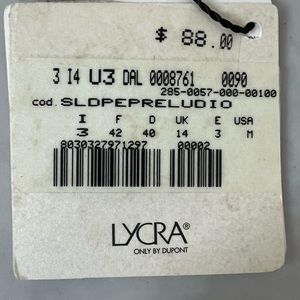 $ 88.00
3 I4 U3 DAL 0008761 0090
285-0057-000-00100
cod. SLDPEPRELUDIO
I F D UK E USA
3 42 40 14 3 M
8030327971297 00002
LYCRA®
ONLY BY DUPONT